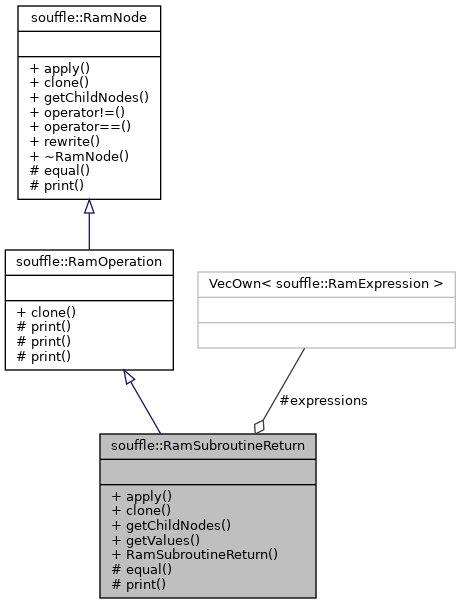 souffle::RamNode
+ apply()
+ clone()
+ getChildNodes()
+ operator!=()
+ operator==()
+ rewrite()
+ ~RamNode()
# equal()
# print()
souffle::RamOperation
+ clone()
# print()
# print()
# print()
VecOwn< souffle::RamExpression >
#expressions
souffle::RamSubroutineReturn
+ apply()
+ clone()
+ getChildNodes()
+ getValues()
+ RamSubroutineReturn()
# equal()
# print()